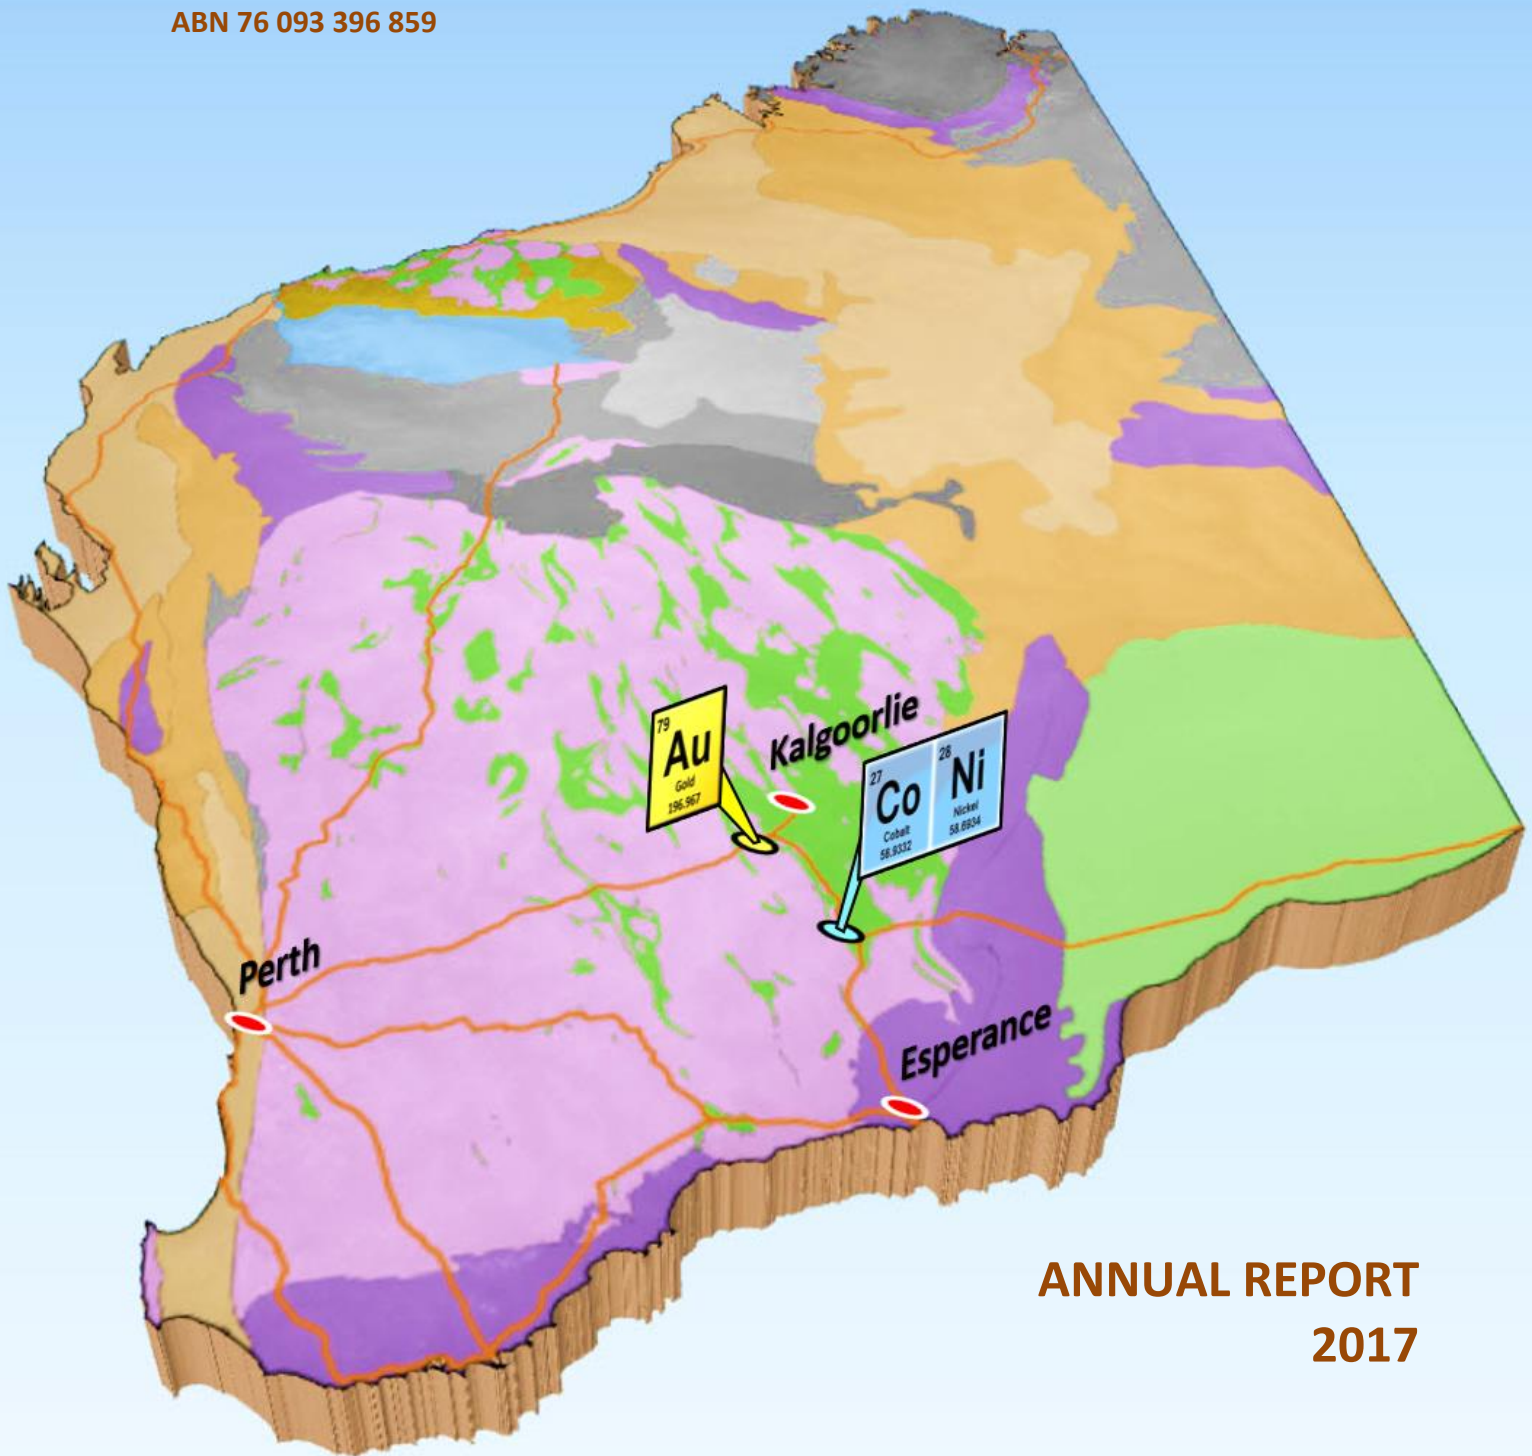 ABN 76 093 396 859
79
Au
Gold
196.967
Kalgoorlie
27
Co
Cobalt
58.9332
28
Ni
Nickel
58.6934
Perth
Esperance
ANNUAL REPORT
2017